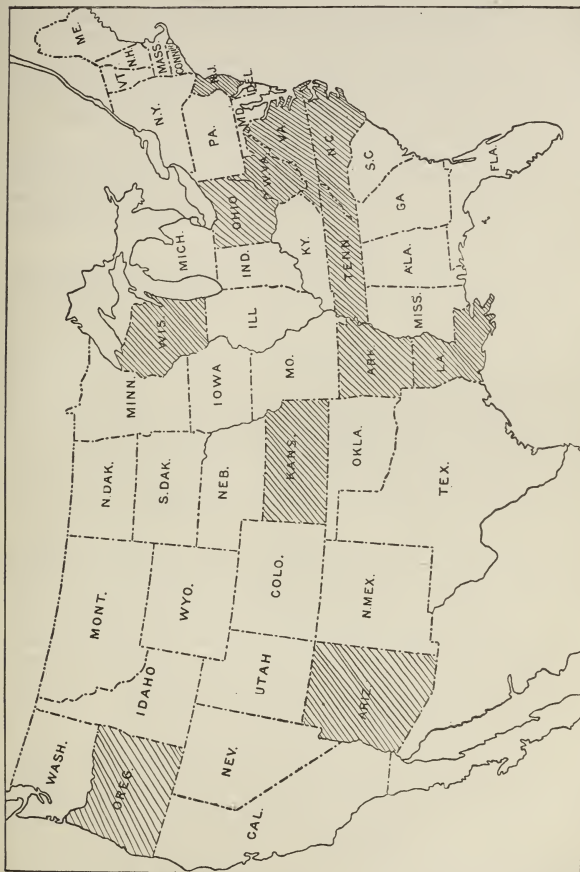 WASH.
OREG.
CAL.
NEV.
IDAHO
MONT.
WYO.
UTAH
ARIZ.
COLO.
N.MEX.
N.DAK.
S.DAK.
NEB.
KANS.
OKLA.
TEX.
MINN.
IOWA
MO.
ARK.
LA.
WIS.
ILL
MICH.
IND.
OHIO
KY.
TENN.
MISS.
ALA.
GA
FLA.
S.C
N.C.
VA.
W.VA.
MD.
DEL.
PA.
N.J.
N.Y.
CONN.
MASS.
VT.
N.H.
ME.